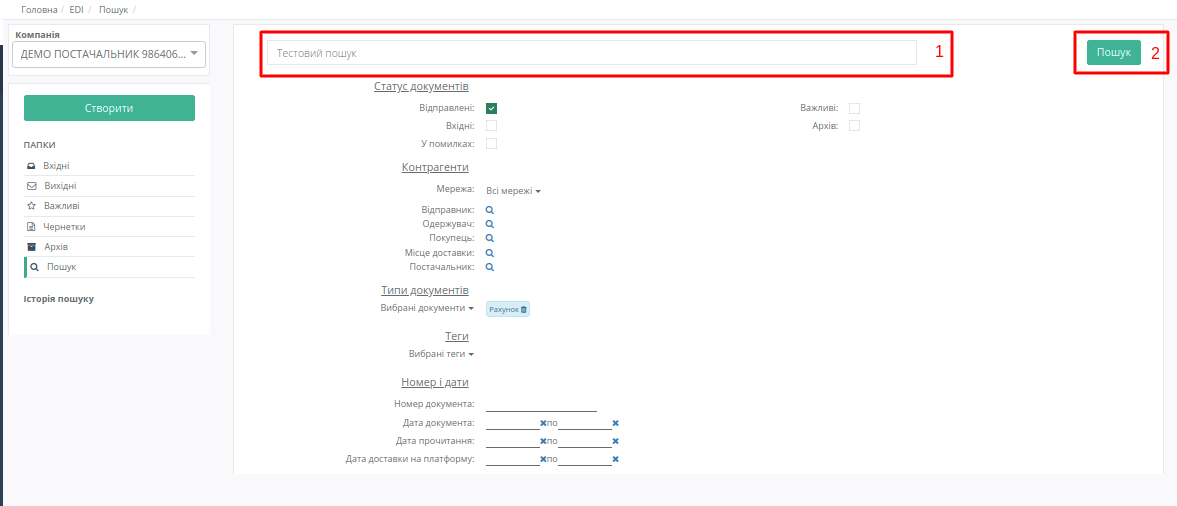 Головна / EDI / Пошук /
Компанія
ДЕМО ПОСТАЧАЛЬНИК 986406...
Створити
ПАПКИ
Вхідні
Вихідні
Важливі
Чернетки
Архів
Пошук
Історія пошуку
Тестовий пошук
1
Пошук
2
Статус документів
Відправлені:
Важливі:
Вхідні:
Архів:
У помилках:
Контрагенти
Мережа: Всі мережі
Відправник:
Одержувач:
Покупець:
Місце доставки:
Постачальник:
Типи документів
Вибрані документи Рахунок
Теги
Вибрані теги
Номер і дати
Номер документа:
Дата документа: по
Дата прочитання: по
Дата доставки на платформу: по